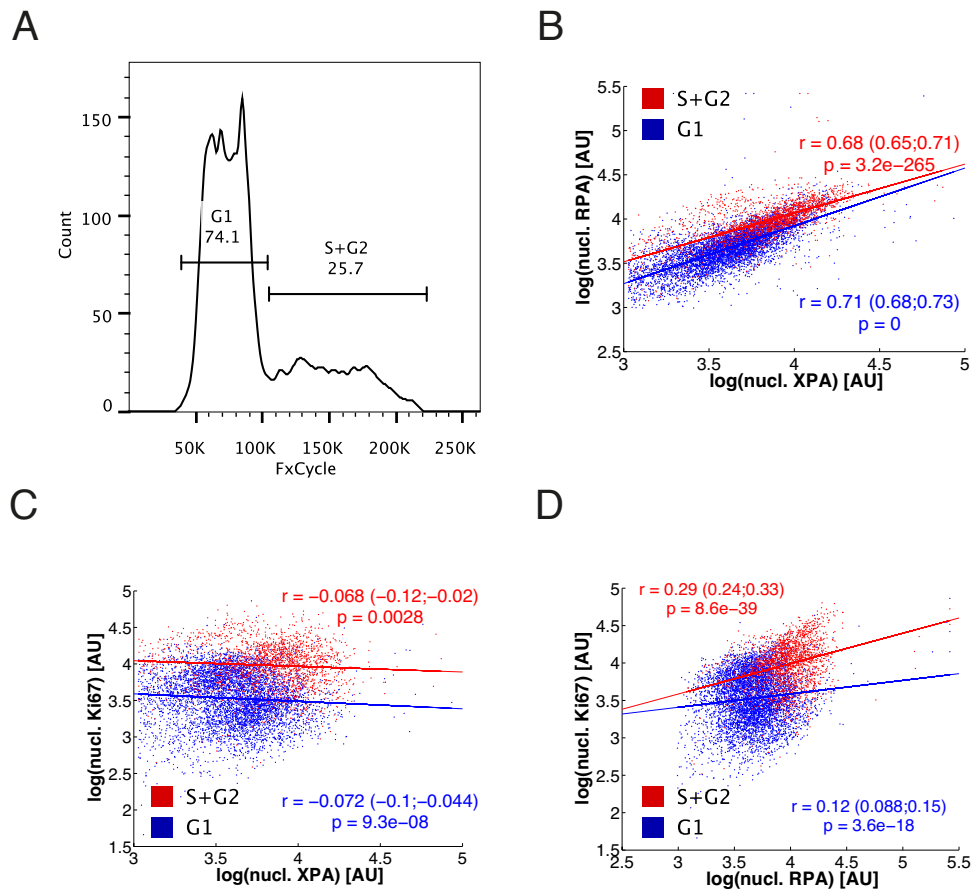 A
Count
150
100
50
0
G1
74.1
S+G2
25.7
50K 100K 150K 200K 250K
FxCycle
B
log(nucl. RPA) [AU]
5.5
5
4.5
4
3.5
3
2.5
S+G2
G1
r = 0.68 (0.65;0.71)
p = 3.2e−265
r = 0.71 (0.68;0.73)
p = 0
3 3.5 4 4.5 5
log(nucl. XPA) [AU]
C
log(nucl. Ki67) [AU]
5
4.5
4
3.5
3
2.5
2
1.5
r = −0.068 (−0.12;−0.02)
p = 0.0028
S+G2
G1
r = −0.072 (−0.1;−0.044)
p = 9.3e−08
3 3.5 4 4.5 5
log(nucl. XPA) [AU]
D
log(nucl. Ki67) [AU]
5
4.5
4
3.5
3
2.5
2
1.5
r = 0.29 (0.24;0.33)
p = 8.6e−39
S+G2
G1
r = 0.12 (0.088;0.15)
p = 3.6e−18
2.5 3 3.5 4 4.5 5 5.5
log(nucl. RPA) [AU]